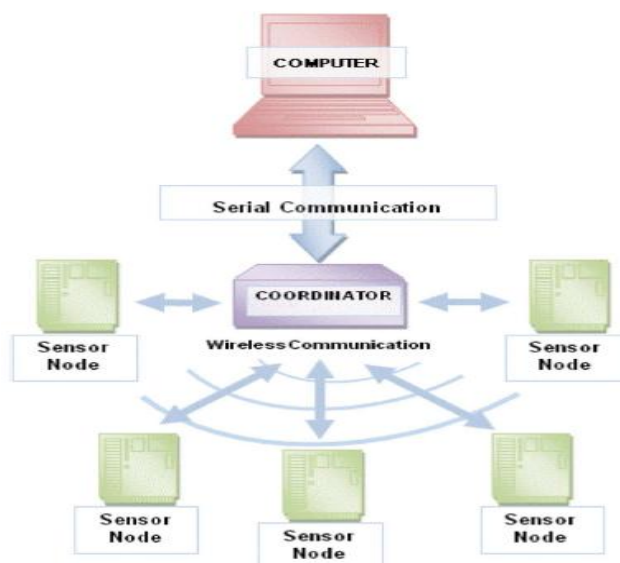 COMPUTER
Serial Communication
COORDINATOR
Wireless Communication
Sensor
Node
Sensor
Node
Sensor
Node
Sensor
Node
Sensor
Node